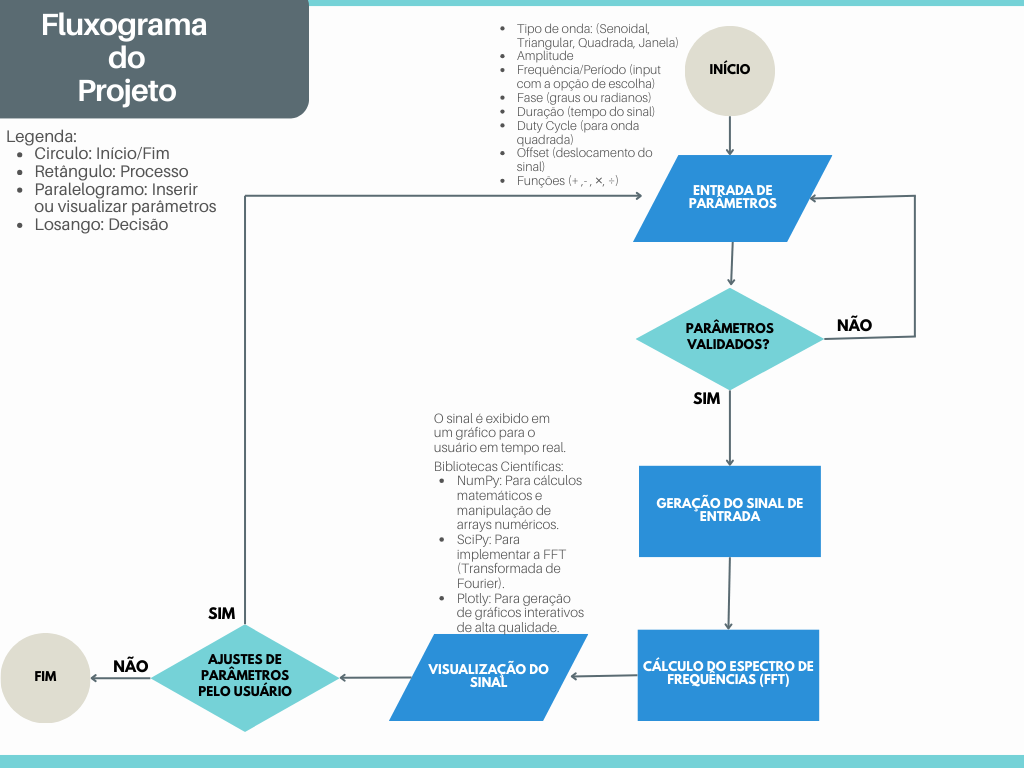 Fluxograma
do
Projeto
Legenda:
• Circulo: Início/Fim
• Retângulo: Processo
• Paralelogramo: Inserir
ou visualizar parâmetros
• Losango: Decisão
• Tipo de onda: (Senoidal,
Triangular, Quadrada, Janela)
• Amplitude
• Frequência/Período (input
com a opção de escolha)
• Fase (graus ou radianos)
• Duração (tempo do sinal)
• Duty Cycle (para onda
quadrada)
• Offset (deslocamento do
sinal)
• Funções (+ ,- , ×, ÷)
INÍCIO
ENTRADA DE
PARÂMETROS
PARÂMETROS
VALIDADOS?
NÃO
SIM
GERAÇÃO DO SINAL DE
ENTRADA
CÁLCULO DO ESPECTRO DE
FREQUÊNCIAS (FFT)
O sinal é exibido em
um gráfico para o
usuário em tempo real.
Bibliotecas Científicas:
• NumPy: Para cálculos
matemáticos e
manipulação de
arrays numéricos.
• SciPy: Para
implementar a FFT
(Transformada de
Fourier).
• Plotly: Para geração
de gráficos interativos
de alta qualidade.
VISUALIZAÇÃO DO
SINAL
SIM
AJUSTES DE
PARÂMETROS
PELO USUÁRIO
NÃO
FIM